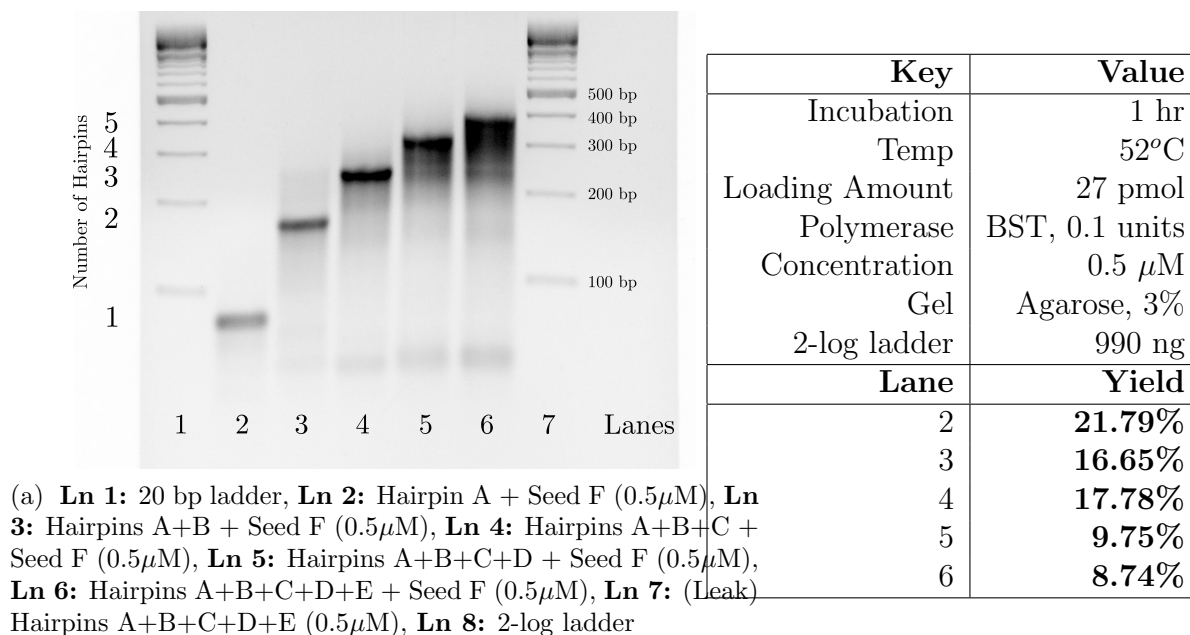 Number of Hairpins
5
4
3
2
1
500 bp
400 bp
300 bp
200 bp
100 bp
1 2 3 4 5 6 7 Lanes
(a) Ln 1: 20 bp ladder, Ln 2: Hairpin A + Seed F (0.5μM), Ln
3: Hairpins A+B + Seed F (0.5μM), Ln 4: Hairpins A+B+C +
Seed F (0.5μM), Ln 5: Hairpins A+B+C+D + Seed F (0.5μM),
Ln 6: Hairpins A+B+C+D+E + Seed F (0.5μM), Ln 7: (Leak)
Hairpins A+B+C+D+E (0.5μM), Ln 8: 2-log ladder
Key Value
Incubation 1 hr
Temp 52°C
Loading Amount 27 pmol
Polymerase BST, 0.1 units
Concentration 0.5 μM
Gel Agarose, 3%
2-log ladder 990 ng
Lane Yield
2 21.79%
3 16.65%
4 17.78%
5 9.75%
6 8.74%